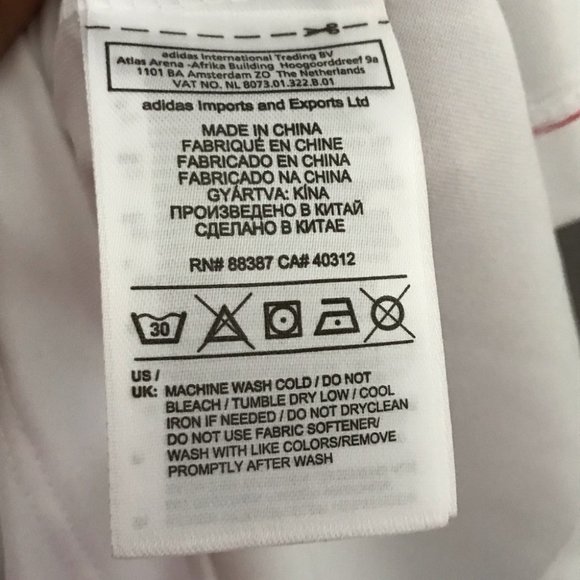 adidas International Trading BV
Atlas Arena -Afrika Building Hoogoorddreef 9a
1101 BA Amsterdam ZO The Netherlands
VAT NO. NL 8073.01.322.B.01
adidas Imports and Exports Ltd
MADE IN CHINA
FABRIQUÉ EN CHINE
FABRICADO EN CHINA
FABRICADO NA CHINA
GYÁRTVA: KÍNA
ПРОИЗВЕДЕНО В КИТАЙ
СДЕЛАНО В КИТАЕ
RN# 88387 CA# 40312
30
US /
UK: MACHINE WASH COLD / DO NOT
BLEACH / TUMBLE DRY LOW / COOL
IRON IF NEEDED / DO NOT DRYCLEAN
DO NOT USE FABRIC SOFTENER/
WASH WITH LIKE COLORS/REMOVE
PROMPTLY AFTER WASH